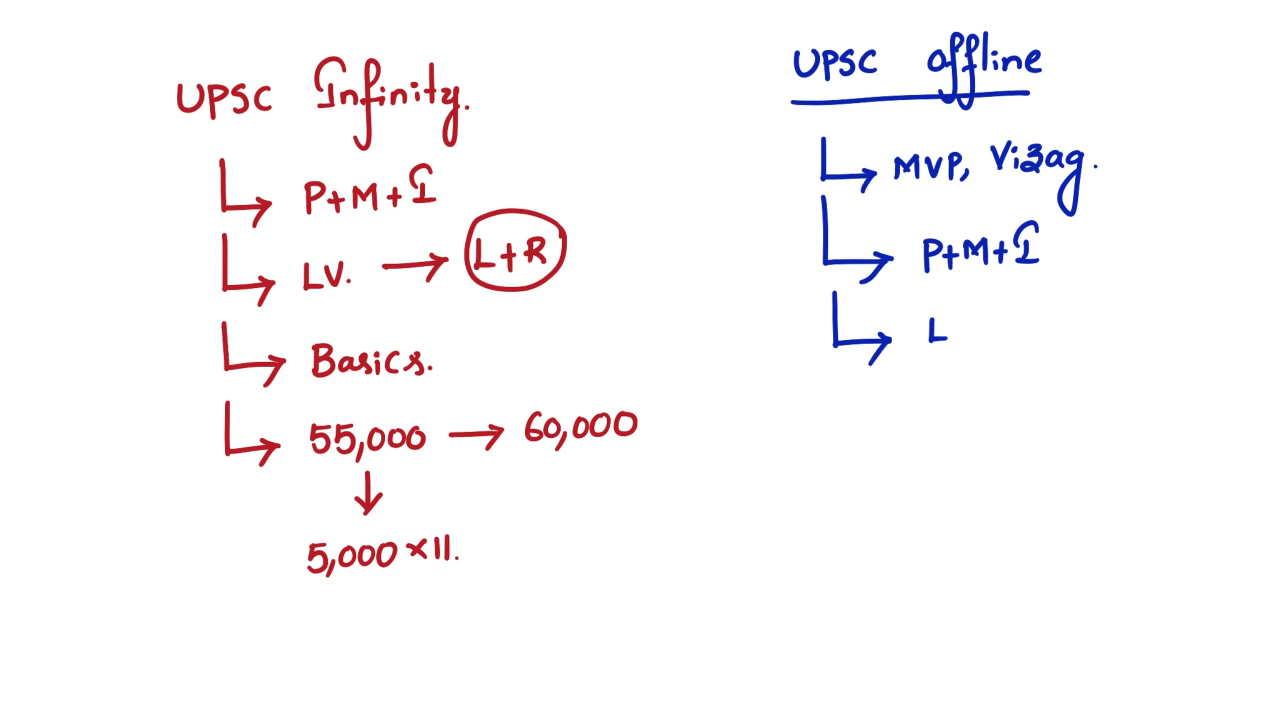 UPSC Infinity.
↳ P+M+I
↳ LV. → L+R
↳ Basics.
↳ 55,000 → 60,000
↓
5,000 × 11.
UPSC offline
↳ MVP, Vizag.
↳ P+M+I
↳ L